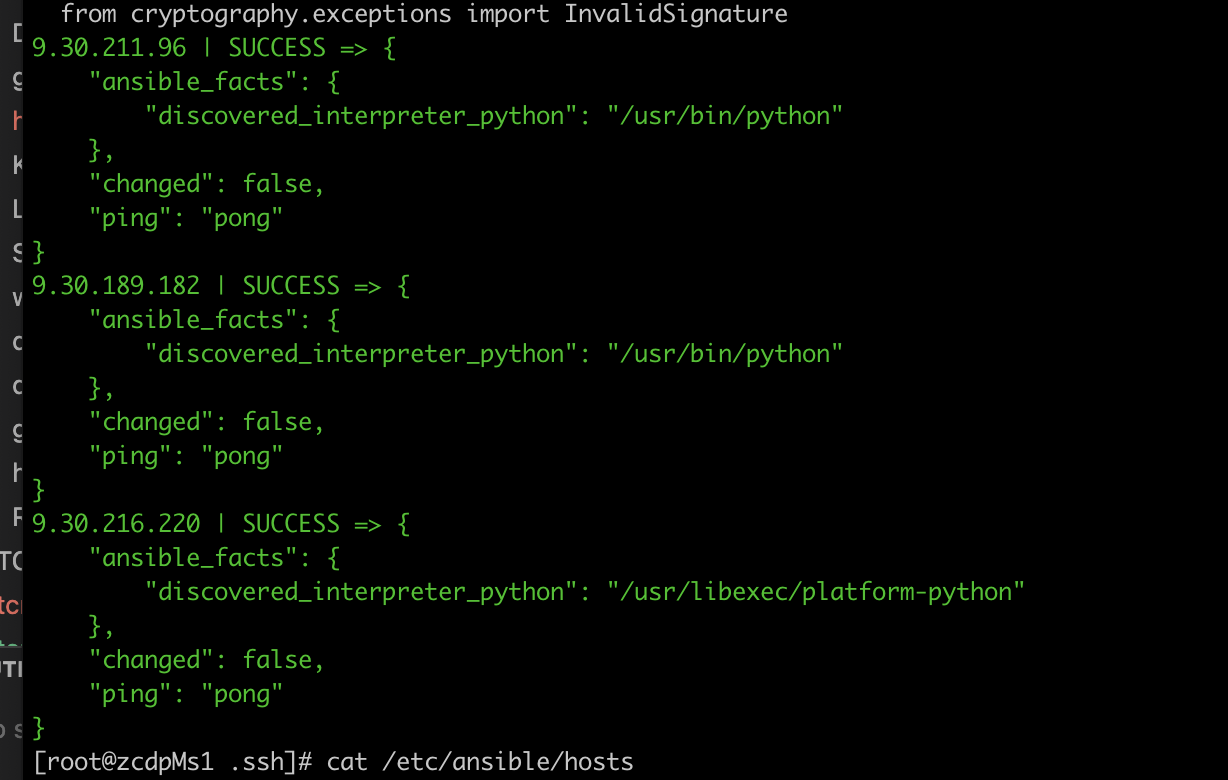 from cryptography.exceptions import InvalidSignature
9.30.211.96 | SUCCESS => {
    "ansible_facts": {
        "discovered_interpreter_python": "/usr/bin/python"
    },
    "changed": false,
    "ping": "pong"
}
9.30.189.182 | SUCCESS => {
    "ansible_facts": {
        "discovered_interpreter_python": "/usr/bin/python"
    },
    "changed": false,
    "ping": "pong"
}
9.30.216.220 | SUCCESS => {
    "ansible_facts": {
        "discovered_interpreter_python": "/usr/libexec/platform-python"
    },
    "changed": false,
    "ping": "pong"
}
[root@zcdpMs1 .ssh]# cat /etc/ansible/hosts